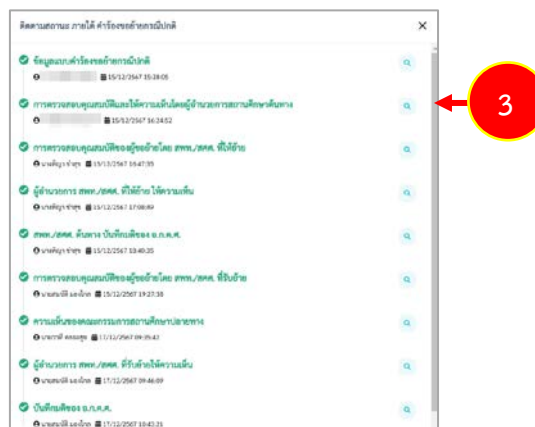 ติดตามสถานะ ภายใต้ คำร้องขอย้ายกรณีปกติ ×
ข้อมูลแบบคำร้องขอย้ายกรณีปกติ
15/12/2567 15:28:05
การตรวจสอบคุณสมบัติและให้ความเห็นโดยผู้อำนวยการสถานศึกษาต้นทาง
15/12/2567 16:24:52
3
การตรวจสอบคุณสมบัติของผู้ขอย้ายโดย สพท./สศศ. ที่ให้ย้าย
15/12/2567 16:47:35
ผู้อำนวยการ สพท./สศศ. ที่ให้ย้าย ให้ความเห็น
15/12/2567 17:08:49
สพท./สศศ. ต้นทาง บันทึกมติของ อ.ก.ค.ศ.
15/12/2567 18:40:35
การตรวจสอบคุณสมบัติของผู้ขอย้ายโดย สพท./สศศ. ที่รับย้าย
15/12/2567 19:27:38
ความเห็นของคณะกรรมการสถานศึกษาปลายทาง
17/12/2567 09:35:42
ผู้อำนวยการ สพท./สศศ. ที่รับย้ายให้ความเห็น
17/12/2567 09:46:09
บันทึกมติของ อ.ก.ค.ศ.
17/12/2567 10:43:21